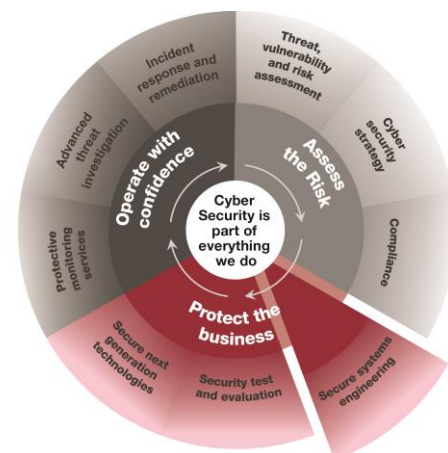 Cyber
Security is
part of
everything
we do
Assess
the Risk
Threat,
vulnerability
and risk
assessment
Cyber
security
strategy
Compliance
Protect the
business
Secure systems
engineering
Security test
and evaluation
Secure next
generation
technologies
Operate with
confidence
Protective
monitoring
services
Advanced
threat
investigation
Incident
response and
remediation